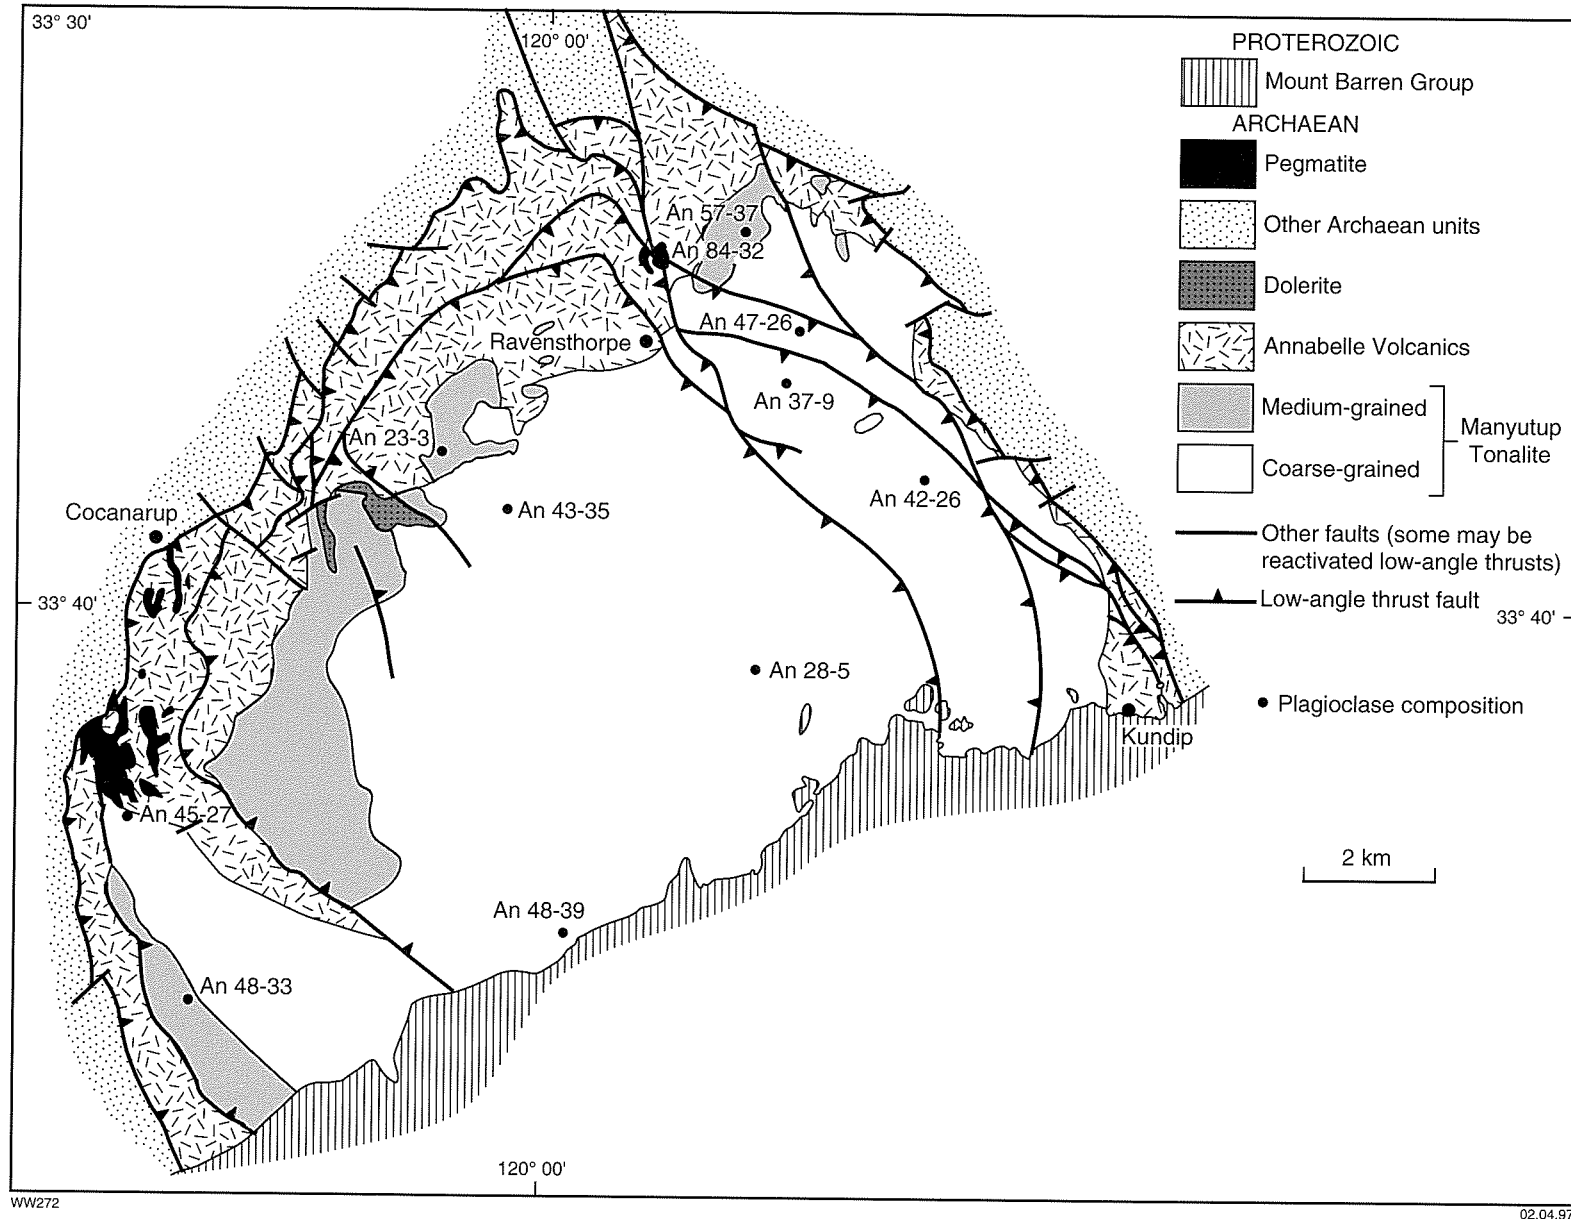 33° 30'
120° 00'
PROTEROZOIC
Mount Barren Group
ARCHAEAN
Pegmatite
Other Archaean units
Dolerite
Annabelle Volcanics
Medium-grained
Coarse-grained
Manyutup
Tonalite
Other faults (some may be
reactivated low-angle thrusts)
Low-angle thrust fault
33° 40'
Plagioclase composition
2 km
An 57-37
An 84-32
An 47-26
Ravensthorpe
An 37-9
An 23-3
An 42-26
An 43-35
Cocanarup
33° 40'
An 28-5
Kundip
An 45-27
An 48-39
An 48-33
120° 00'
WW272
02.04.97